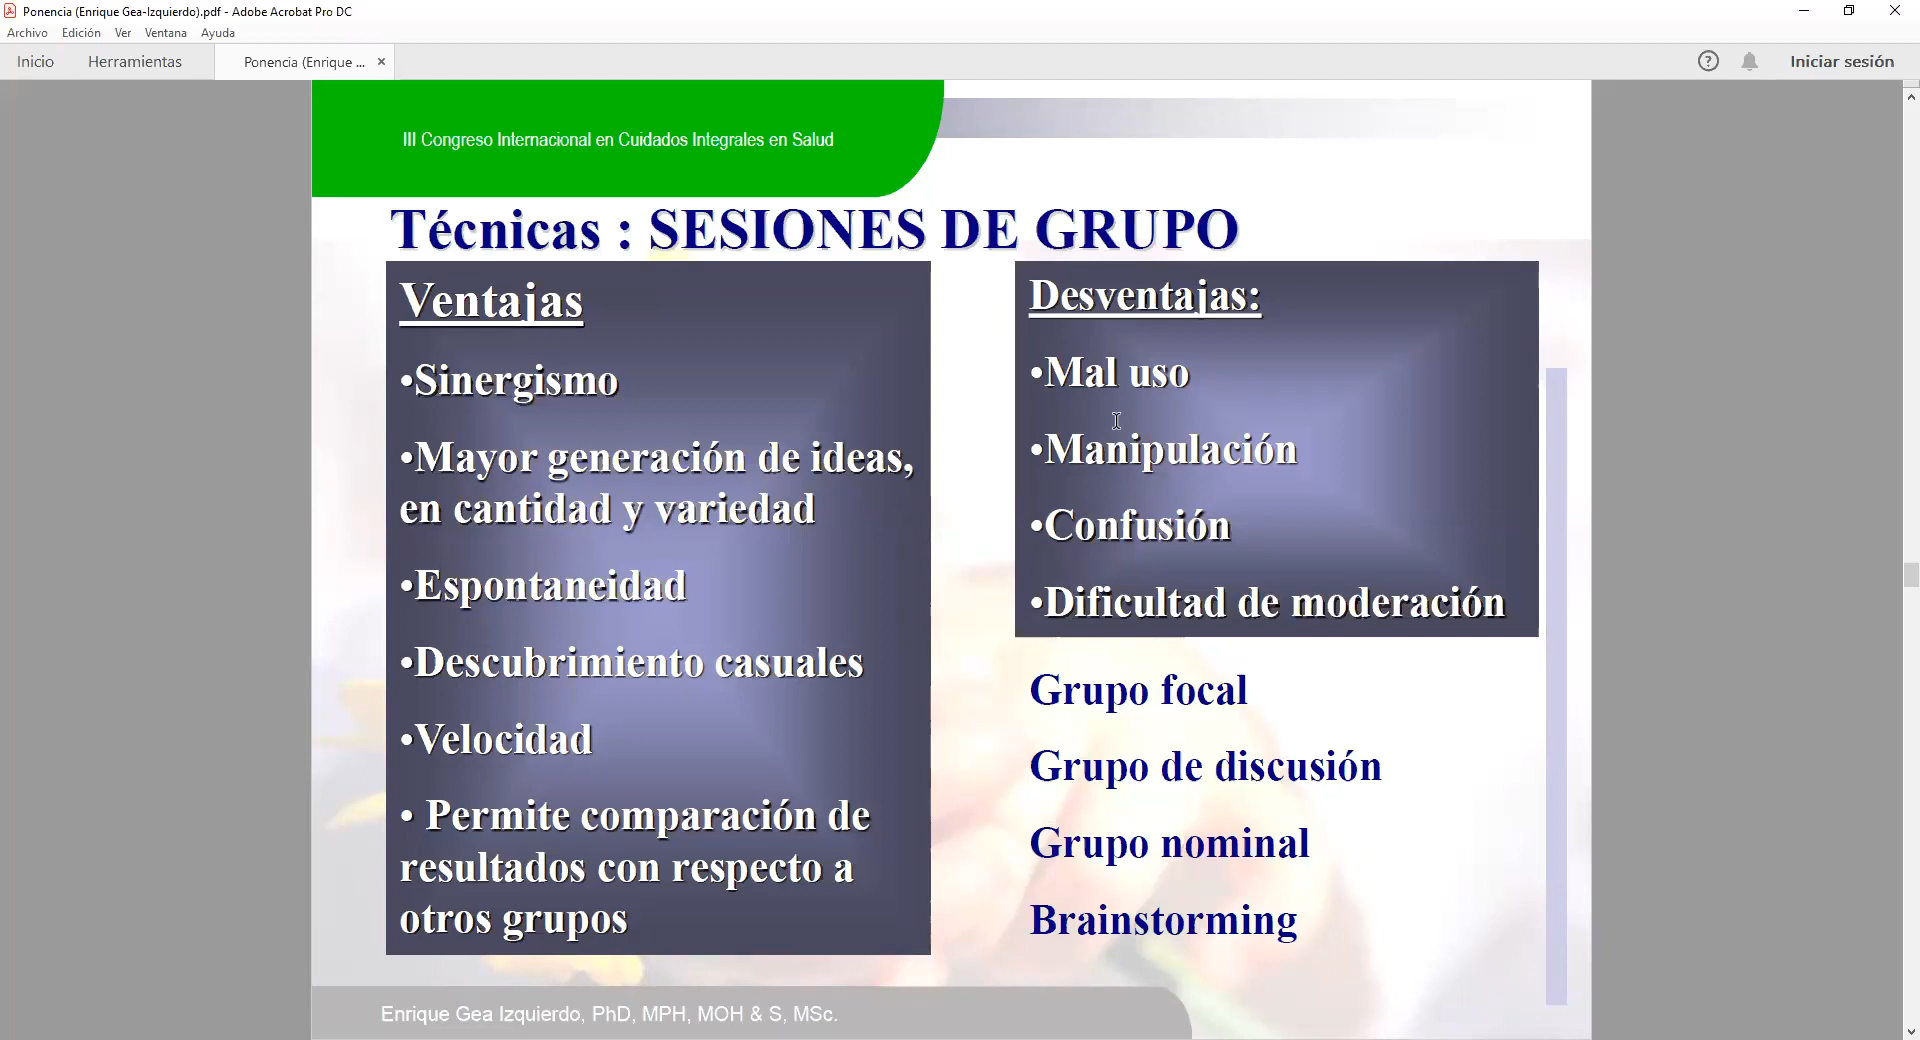 Ponencia (Enrique Gea-Izquierdo).pdf - Adobe Acrobat Pro DC
Archivo Edición Ver Ventana Ayuda
Inicio Herramientas Ponencia (Enrique ... × Iniciar sesión
III Congreso Internacional en Cuidados Integrales en Salud
Técnicas : SESIONES DE GRUPO
Ventajas
•Sinergismo
•Mayor generación de ideas,
en cantidad y variedad
•Espontaneidad
•Descubrimiento casuales
•Velocidad
• Permite comparación de
resultados con respecto a
otros grupos
Desventajas:
•Mal uso
•Manipulación
•Confusión
•Dificultad de moderación
Grupo focal
Grupo de discusión
Grupo nominal
Brainstorming
Enrique Gea Izquierdo, PhD, MPH, MOH & S, MSc.